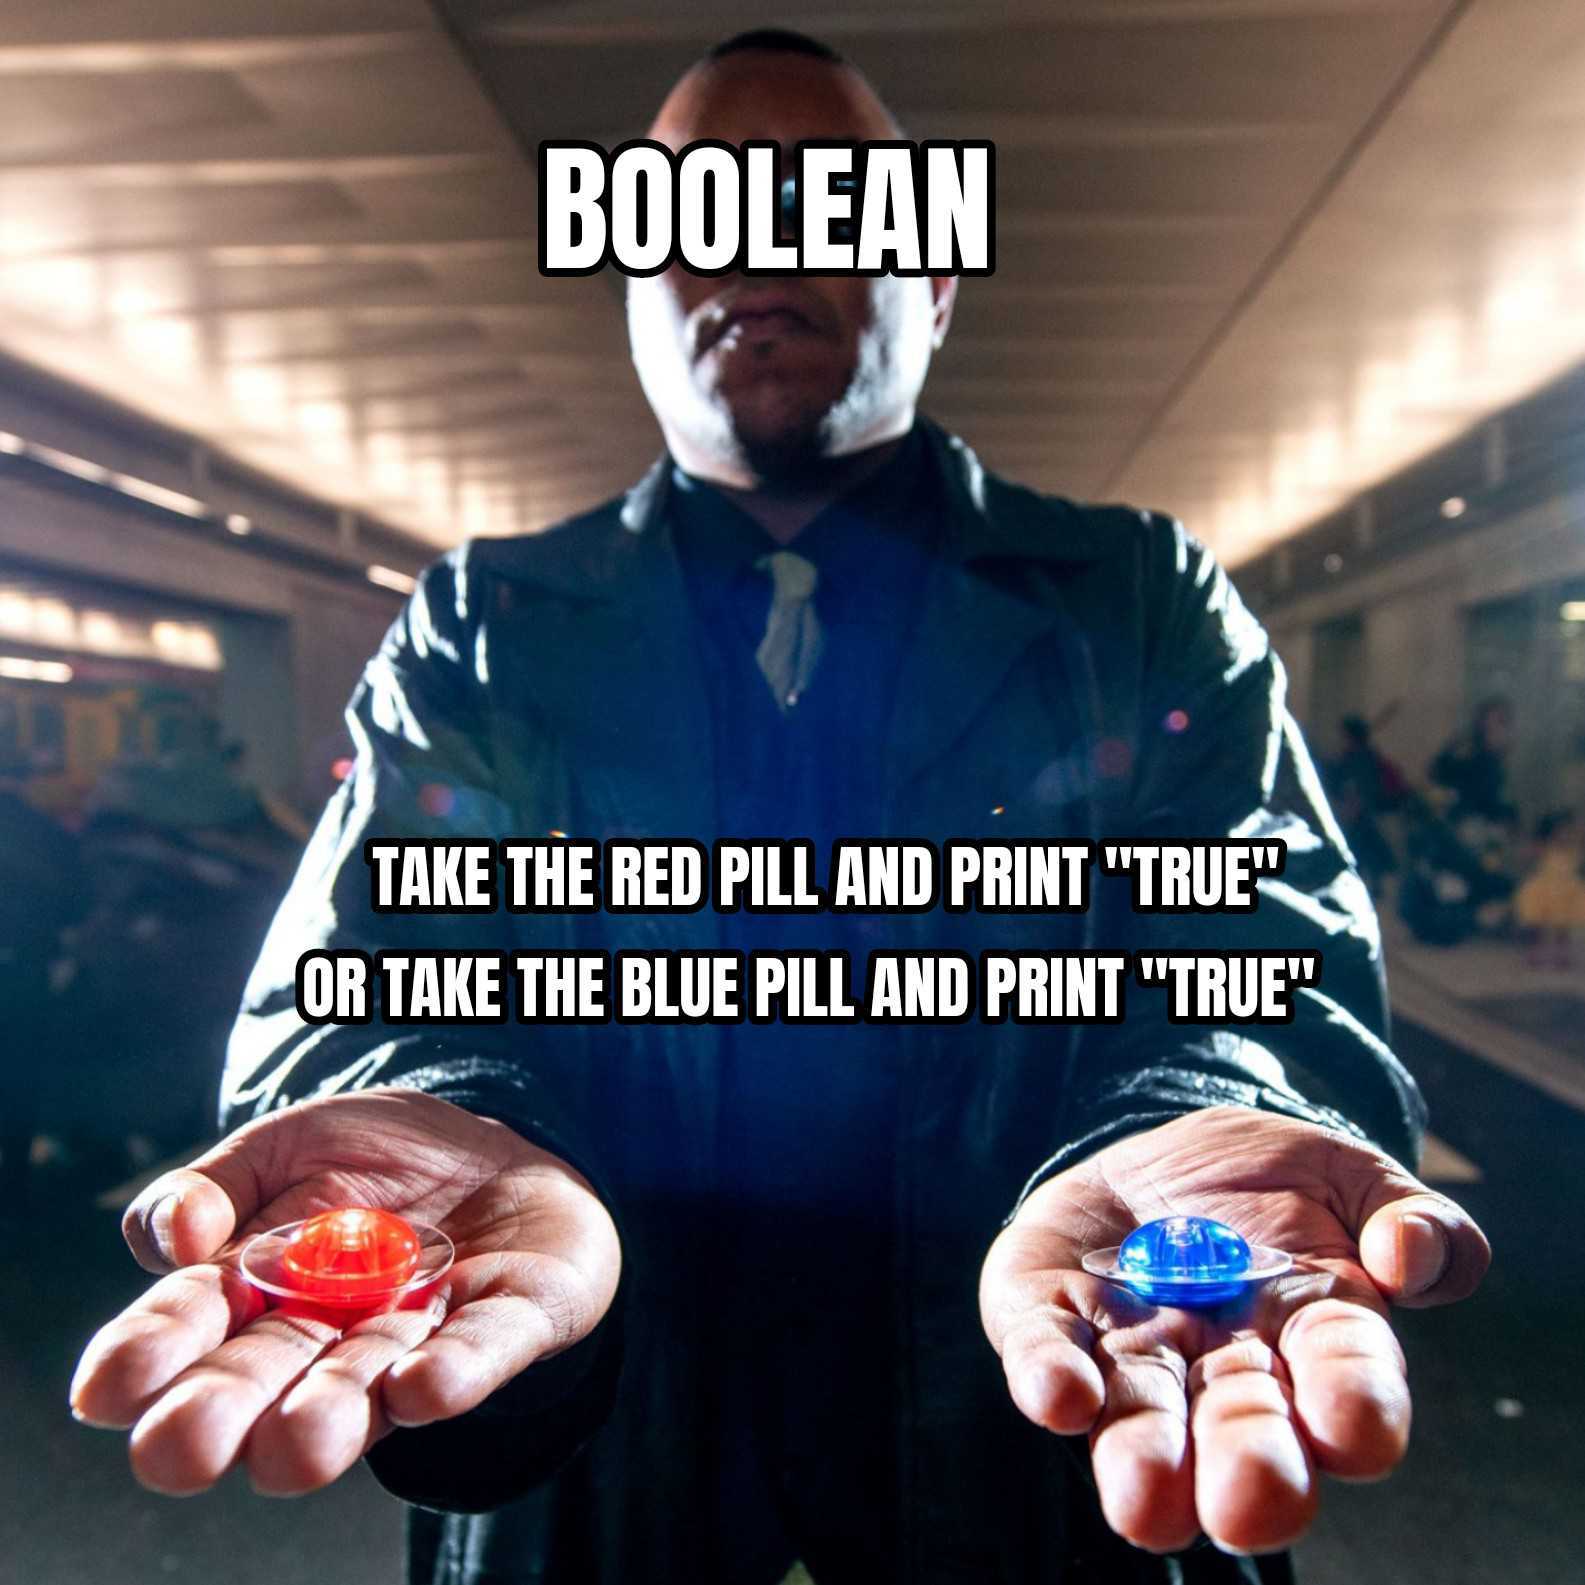 BOOLEAN
TAKE THE RED PILL AND PRINT "TRUE"
OR TAKE THE BLUE PILL AND PRINT "TRUE"